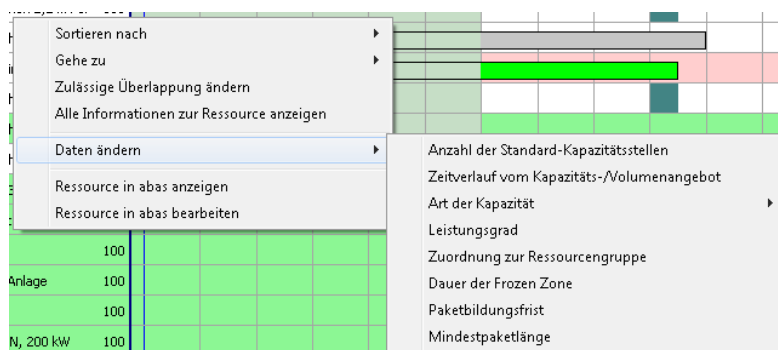 Sortieren nach
Gehe zu
Zulässige Überlappung ändern
Alle Informationen zur Ressource anzeigen
Daten ändern
Ressource in abas anzeigen
Ressource in abas bearbeiten
Anzahl der Standard-Kapazitätsstellen
Zeitverlauf vom Kapazitäts-/Volumenangebot
Art der Kapazität
Leistungsgrad
Zuordnung zur Ressourcengruppe
Dauer der Frozen Zone
Paketbildungsfrist
Mindestpaketlänge
100
Anlage 100
100
N, 200 kW 100